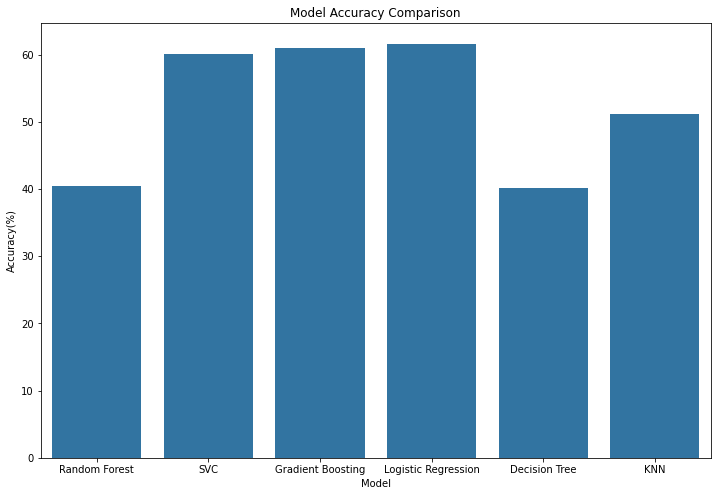 Model Accuracy Comparison
Accuracy(%)
60
50
40
30
20
10
0
Random Forest SVC Gradient Boosting Logistic Regression Decision Tree KNN
Model